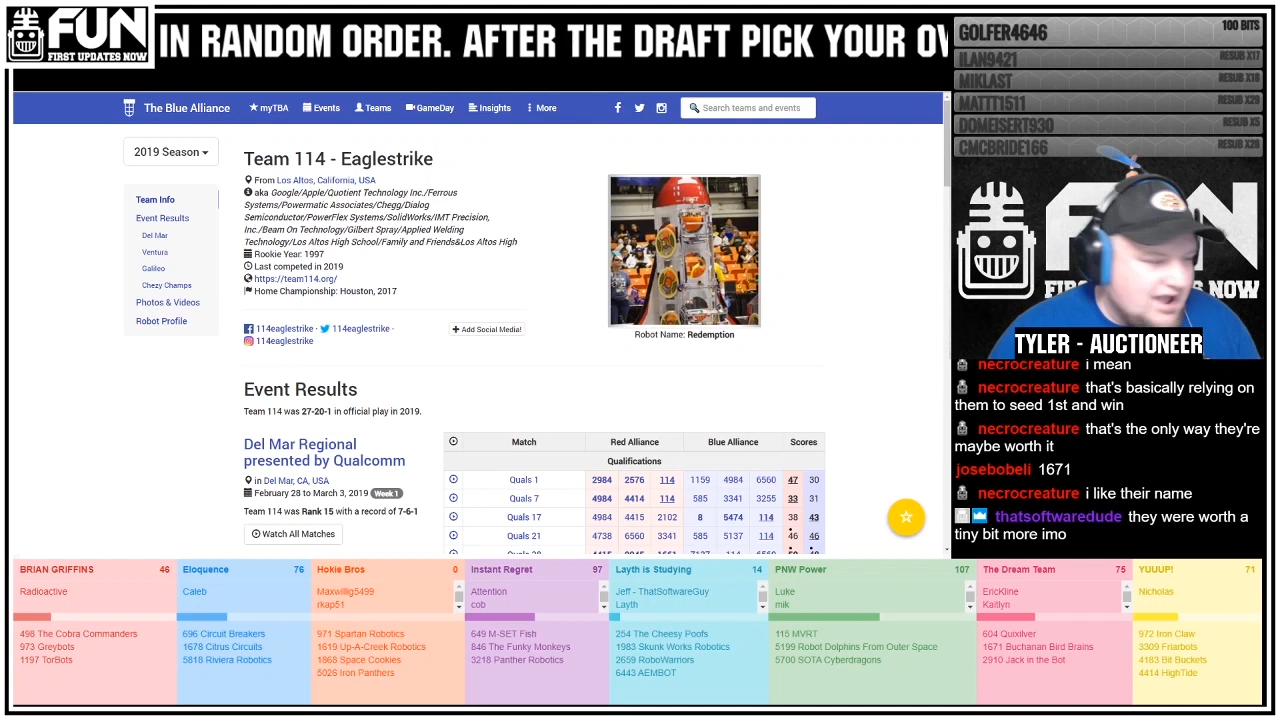 FUN
FIRST UPDATES NOW
IN RANDOM ORDER. AFTER THE DRAFT PICK YOUR OV
GOLFER4646 100 BITS
ILAN9421 RESUB X17
MIKLAST RESUB X18
MATTT1511 RESUB X29
DOMEISERT930 RESUB X5
CMCBRIDE166 RESUB X28
The Blue Alliance
myTBA
Events
Teams
GameDay
Insights
More
Search teams and events
2019 Season
Team Info
Event Results
Del Mar
Ventura
Galileo
Chezy Champs
Photos & Videos
Robot Profile
Team 114 - Eaglestrike
From Los Altos, California, USA
aka Google/Apple/Quotient Technology Inc./Ferrous
Systems/Powermatic Associates/Chegg/Dialog
Semiconductor/PowerFlex Systems/SolidWorks/IMT Precision,
Inc./Beam On Technology/Gilbert Spray/Applied Welding
Technology/Los Altos High School/Family and Friends&Los Altos High
Rookie Year: 1997
Last competed in 2019
https://team114.org/
Home Championship: Houston, 2017
114eaglestrike · 114eaglestrike ·
114eaglestrike
Add Social Media!
Robot Name: Redemption
Event Results
Team 114 was 27-20-1 in official play in 2019.
Del Mar Regional
presented by Qualcomm
in Del Mar, CA, USA
February 28 to March 3, 2019 Week 1
Team 114 was Rank 15 with a record of 7-6-1
Watch All Matches
Match Red Alliance Blue Alliance Scores
Qualifications
Quals 1 2984 2576 114 1159 4984 6560 47 30
Quals 7 4984 4414 114 585 3341 3255 33 31
Quals 17 4984 4415 2102 8 5474 114 38 43
Quals 21 4738 6560 3341 585 5137 114 46 46
FUN
FIRST UPDATES NOW
TYLER - AUCTIONEER
necrocreature i mean
necrocreature that's basically relying on
them to seed 1st and win
necrocreature that's the only way they're
maybe worth it
josebobeli 1671
necrocreature i like their name
thatsoftwaredude they were worth a
tiny bit more imo
BRIAN GRIFFINS 46
Radioactive
498 The Cobra Commanders
973 Greybots
1197 TorBots
Eloquence 76
Caleb
696 Circuit Breakers
1678 Citrus Circuits
5818 Riviera Robotics
Hokie Bros 0
Maxwillig5499
rkap51
971 Spartan Robotics
1619 Up-A-Creek Robotics
1868 Space Cookies
5026 Iron Panthers
Instant Regret 97
Attention
cob
649 M-SET Fish
846 The Funky Monkeys
3218 Panther Robotics
Layth is Studying 14
Jeff - ThatSoftwareGuy
Layth
254 The Cheesy Poofs
1983 Skunk Works Robotics
2659 RoboWarriors
6443 AEMBOT
PNW Power 107
Luke
mik
115 MVRT
5199 Robot Dolphins From Outer Space
5700 SOTA Cyberdragons
The Dream Team 75
EricKline
Kaitlyn
604 Quixilver
1671 Buchanan Bird Brains
2910 Jack in the Bot
YUUUP! 71
Nicholas
972 Iron Claw
3309 Friarbots
4183 Bit Buckets
4414 HighTide